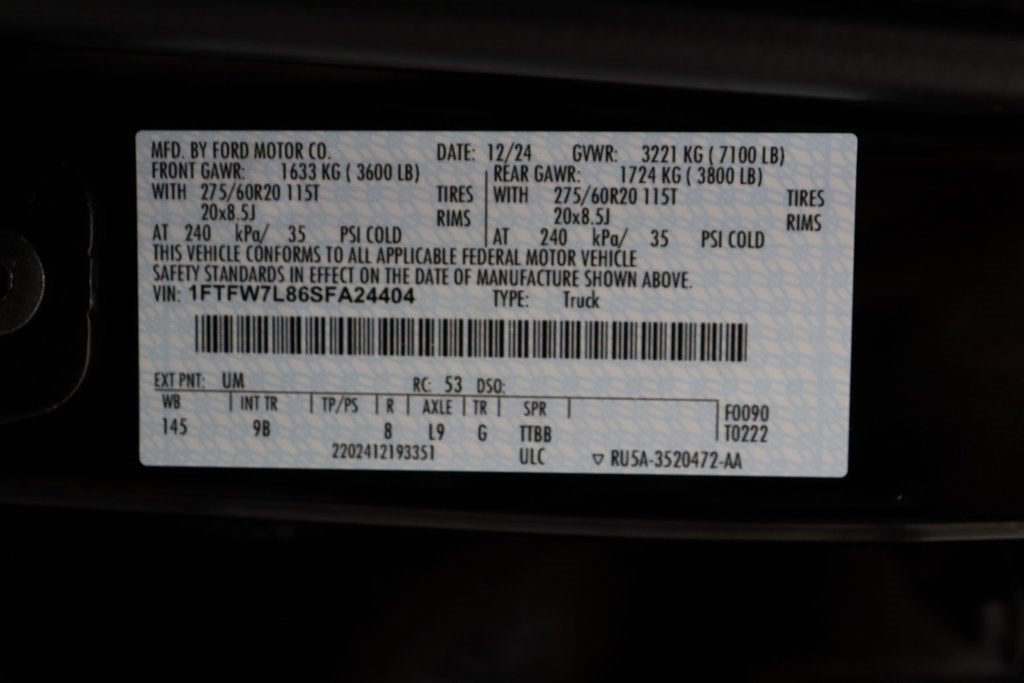 MFD. BY FORD MOTOR CO. DATE: 12/24 GVWR: 3221 KG ( 7100 LB)
FRONT GAWR: 1633 KG ( 3600 LB) REAR GAWR: 1724 KG ( 3800 LB)
WITH 275/60R20 115T TIRES WITH 275/60R20 115T TIRES
20x8.5J RIMS 20x8.5J RIMS
AT 240 kPa/ 35 PSI COLD AT 240 kPa/ 35 PSI COLD
THIS VEHICLE CONFORMS TO ALL APPLICABLE FEDERAL MOTOR VEHICLE
SAFETY STANDARDS IN EFFECT ON THE DATE OF MANUFACTURE SHOWN ABOVE.
VIN: 1FTFW7L86SFA24404 TYPE: Truck
EXT PNT: UM RC: 53 DSO:
WB INT TR TP/PS R AXLE TR SPR F0090
145 9B 8 L9 G TTBB T0222
2202412193351 ULC ▽ RU5A-3520472-AA